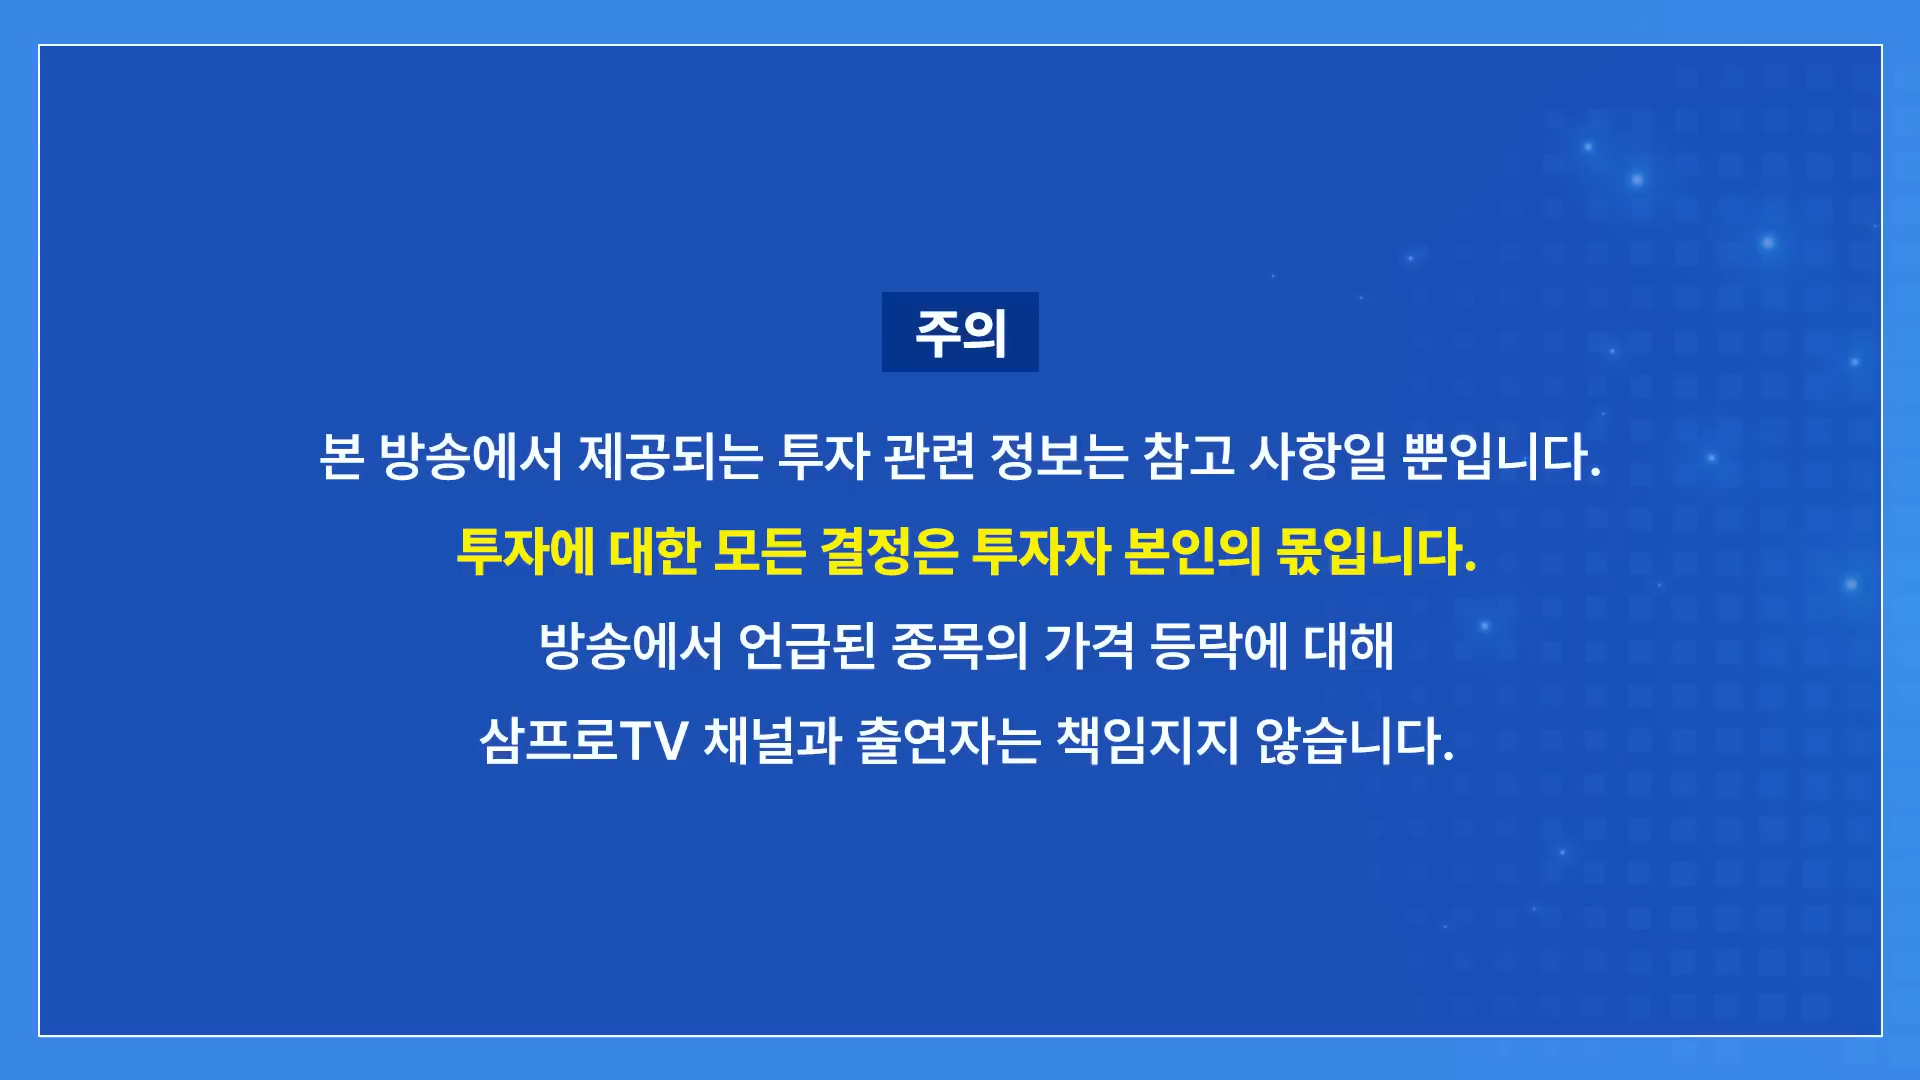 주의
본 방송에서 제공되는 투자 관련 정보는 참고 사항일 뿐입니다.
투자에 대한 모든 결정은 투자자 본인의 몫입니다.
방송에서 언급된 종목의 가격 등락에 대해
삼프로TV 채널과 출연자는 책임지지 않습니다.